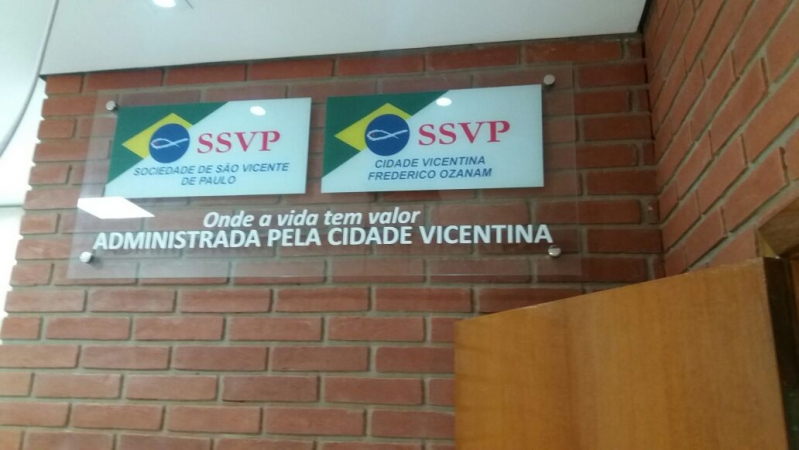 SSVP
SOCIEDADE DE SÃO VICENTE
DE PAULO
SSVP
CIDADE VICENTINA
FREDERICO OZANAM
Onde a vida tem valor
ADMINISTRADA PELA CIDADE VICENTINA